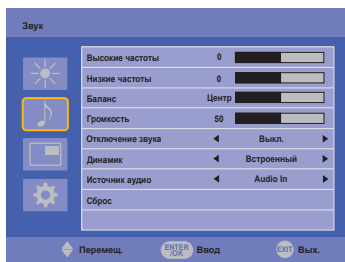 Звук
Высокие частоты 0
Низкие частоты 0
Баланс Центр
Громкость 50
Отключение звука Выкл.
Динамик Встроенный
Источник аудио Audio In
Сброс
Перемещ. ENTER /OK Ввод EXIT Вых.